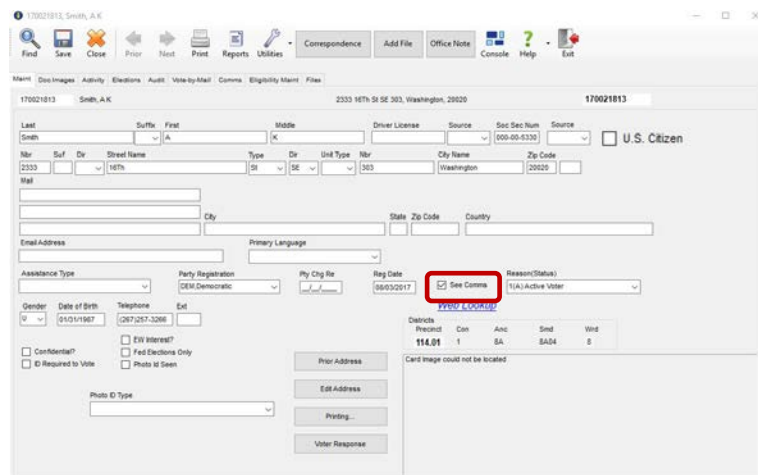 170021813, Smith, A K
Find Save Close Prior Next Print Reports Utilities Correspondence Add File Office Note Console Help Exit
Maint Doc Images Activity Elections Audit Vote-by-Mail Comms Eligibility Maint Files
170021813 Smith, A K 2333 16Th St SE 303, Washington, 20020 170021813
Last Suffix First Middle Driver License Source Soc Sec Num Source
Smith A K 000-00-5330 U.S. Citizen
Nbr Suf Dir Street Name Type Dir Unit Type Nbr City Name Zip Code
2333 16Th St SE 303 Washington 20020
Mail
City State Zip Code Country
Email Address Primary Language
Assistance Type Party Registration Pty Chg Re Reg Date See Comms Reason(Status)
DEM,Democratic _/_/__ 08/03/2017 1(A) Active Voter
Web Lookup
Gender Date of Birth Telephone Ext
U 01/31/1967 (267)257-3266
Districts
Precinct Con Anc Smd Wrd
114.01 1 8A 8A04 8
EW Interest?
Confidential? Fed Elections Only
ID Required to Vote Photo Id Seen
Card image could not be located
Prior Address
Edit Address
Photo ID Type
Printing...
Voter Response